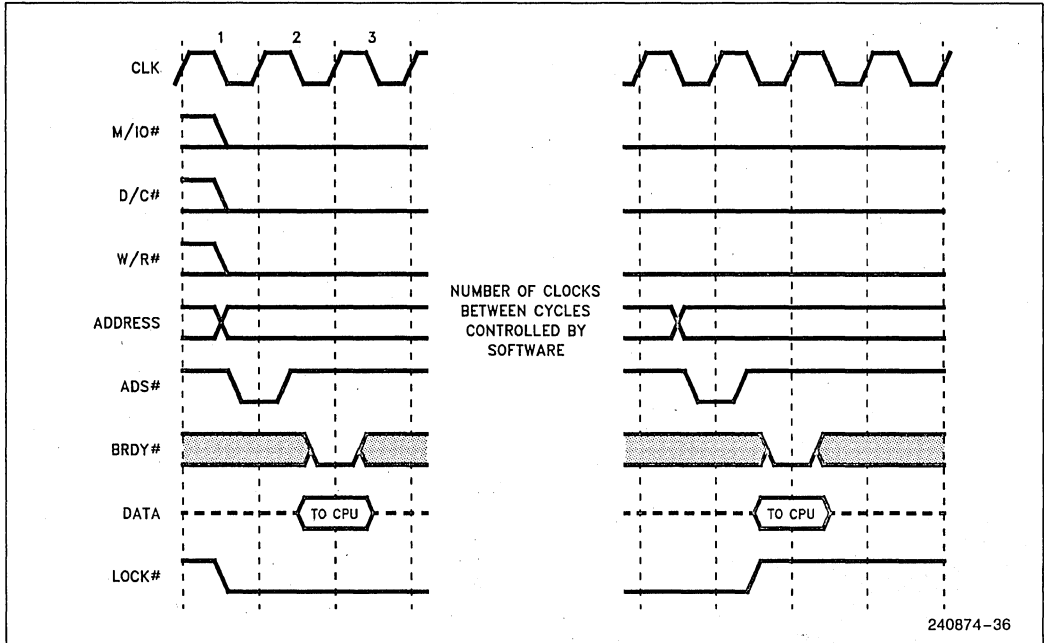 1 2 3
CLK
M/IO#
D/C#
W/R#
NUMBER OF CLOCKS
BETWEEN CYCLES
CONTROLLED BY
SOFTWARE
ADDRESS
ADS#
BRDY#
DATA
TO CPU TO CPU
LOCK#
240874-36